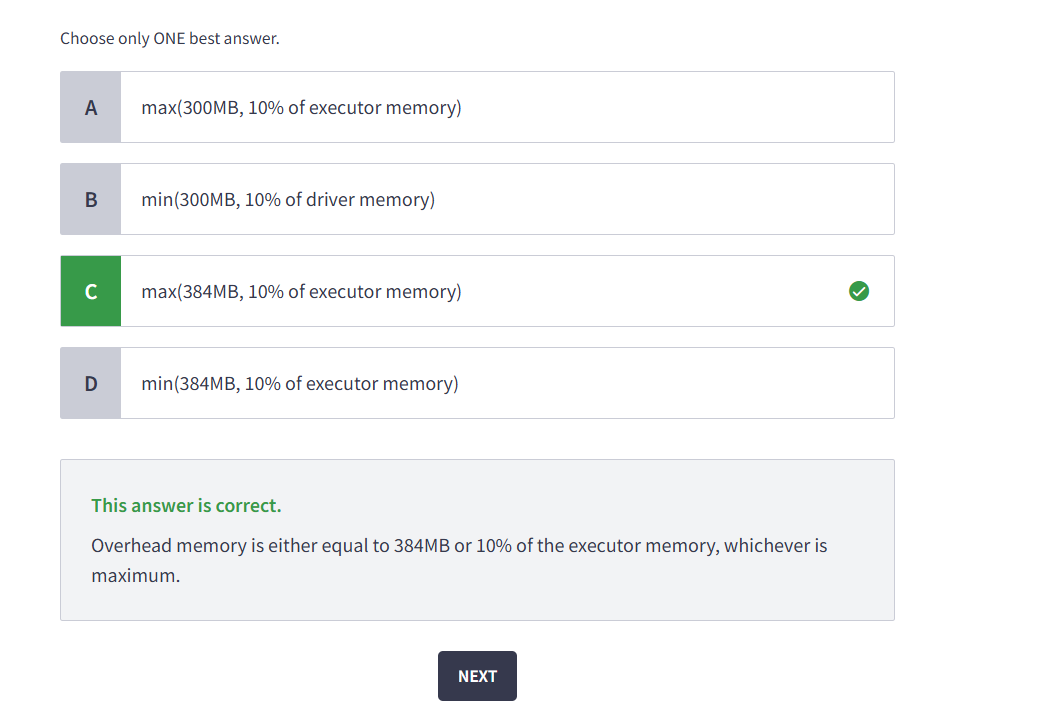 Choose only ONE best answer.
A
max(300MB, 10% of executor memory)
B
min(300MB, 10% of driver memory)
C
max(384MB, 10% of executor memory)
D
min(384MB, 10% of executor memory)
This answer is correct.
Overhead memory is either equal to 384MB or 10% of the executor memory, whichever is
maximum.
NEXT